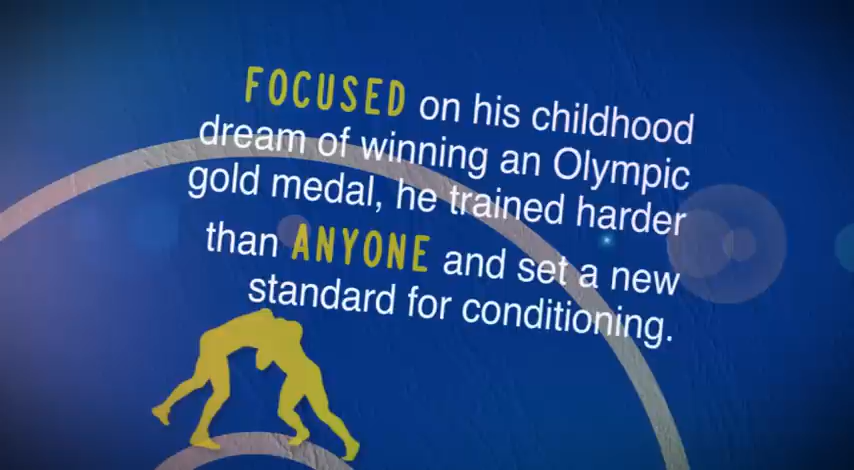 FOCUSED on his childhood
dream of winning an Olympic
gold medal, he trained harder
than ANYONE and set a new
standard for conditioning.